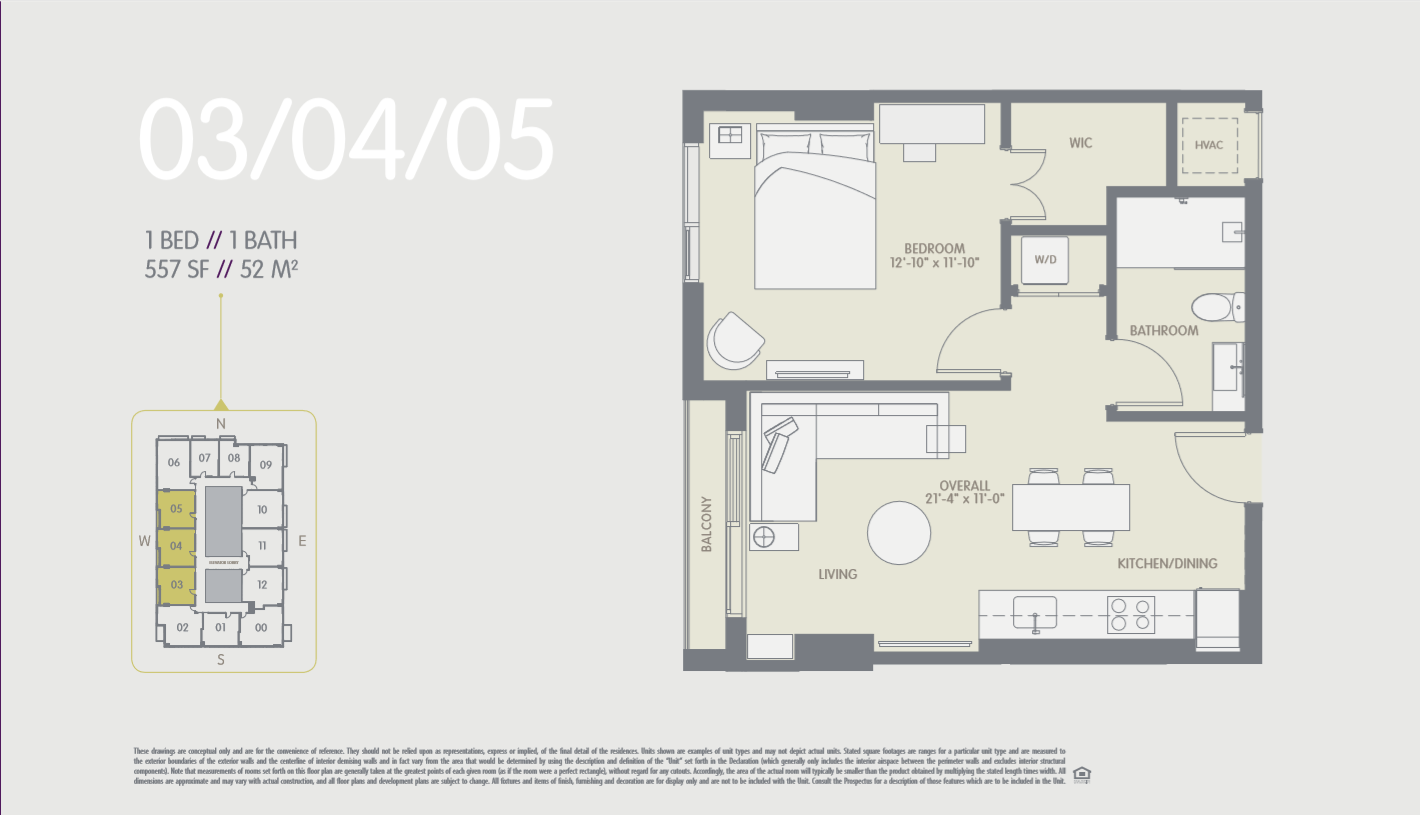 03/04/05
1 BED // 1 BATH
557 SF // 52 M²
N
06
07
08
09
05
10
W
04
11
E
03
12
02
01
00
S
WIC
HVAC
BEDROOM
12'-10" x 11'-10"
W/D
BATHROOM
OVERALL
21'-4" x 11'-0"
BALCONY
LIVING
KITCHEN/DINING
These drawings are conceptual only and are for the convenience of reference. They should not be relied upon as representations, express or implied, of the final detail of the residences. Units shown are examples of unit types and may not depict actual units. Stated square footages are ranges for a particular unit type and are measured to
the exterior boundaries of the exterior walls and the centerline of interior demising walls and in fact vary from the area that would be determined by using the description and definition of the "Unit" set forth in the Declaration (which generally only includes the interior airspace between the perimeter walls and excludes interior structural
components). Note that measurements of rooms set forth on this floor plan are generally taken at the greatest points of each given room (as if the room were a perfect rectangle), without regard for any cutouts. Accordingly, the area of the actual room will typically be smaller than the product obtained by multiplying the stated length times width. All
dimensions are approximate and may vary with actual construction, and all floor plans and development plans are subject to change. All fixtures and items of finish, furnishing and decoration are for display only and are not to be included with the Unit. Consult the Prospectus for a description of those features which are to be included in the Unit.